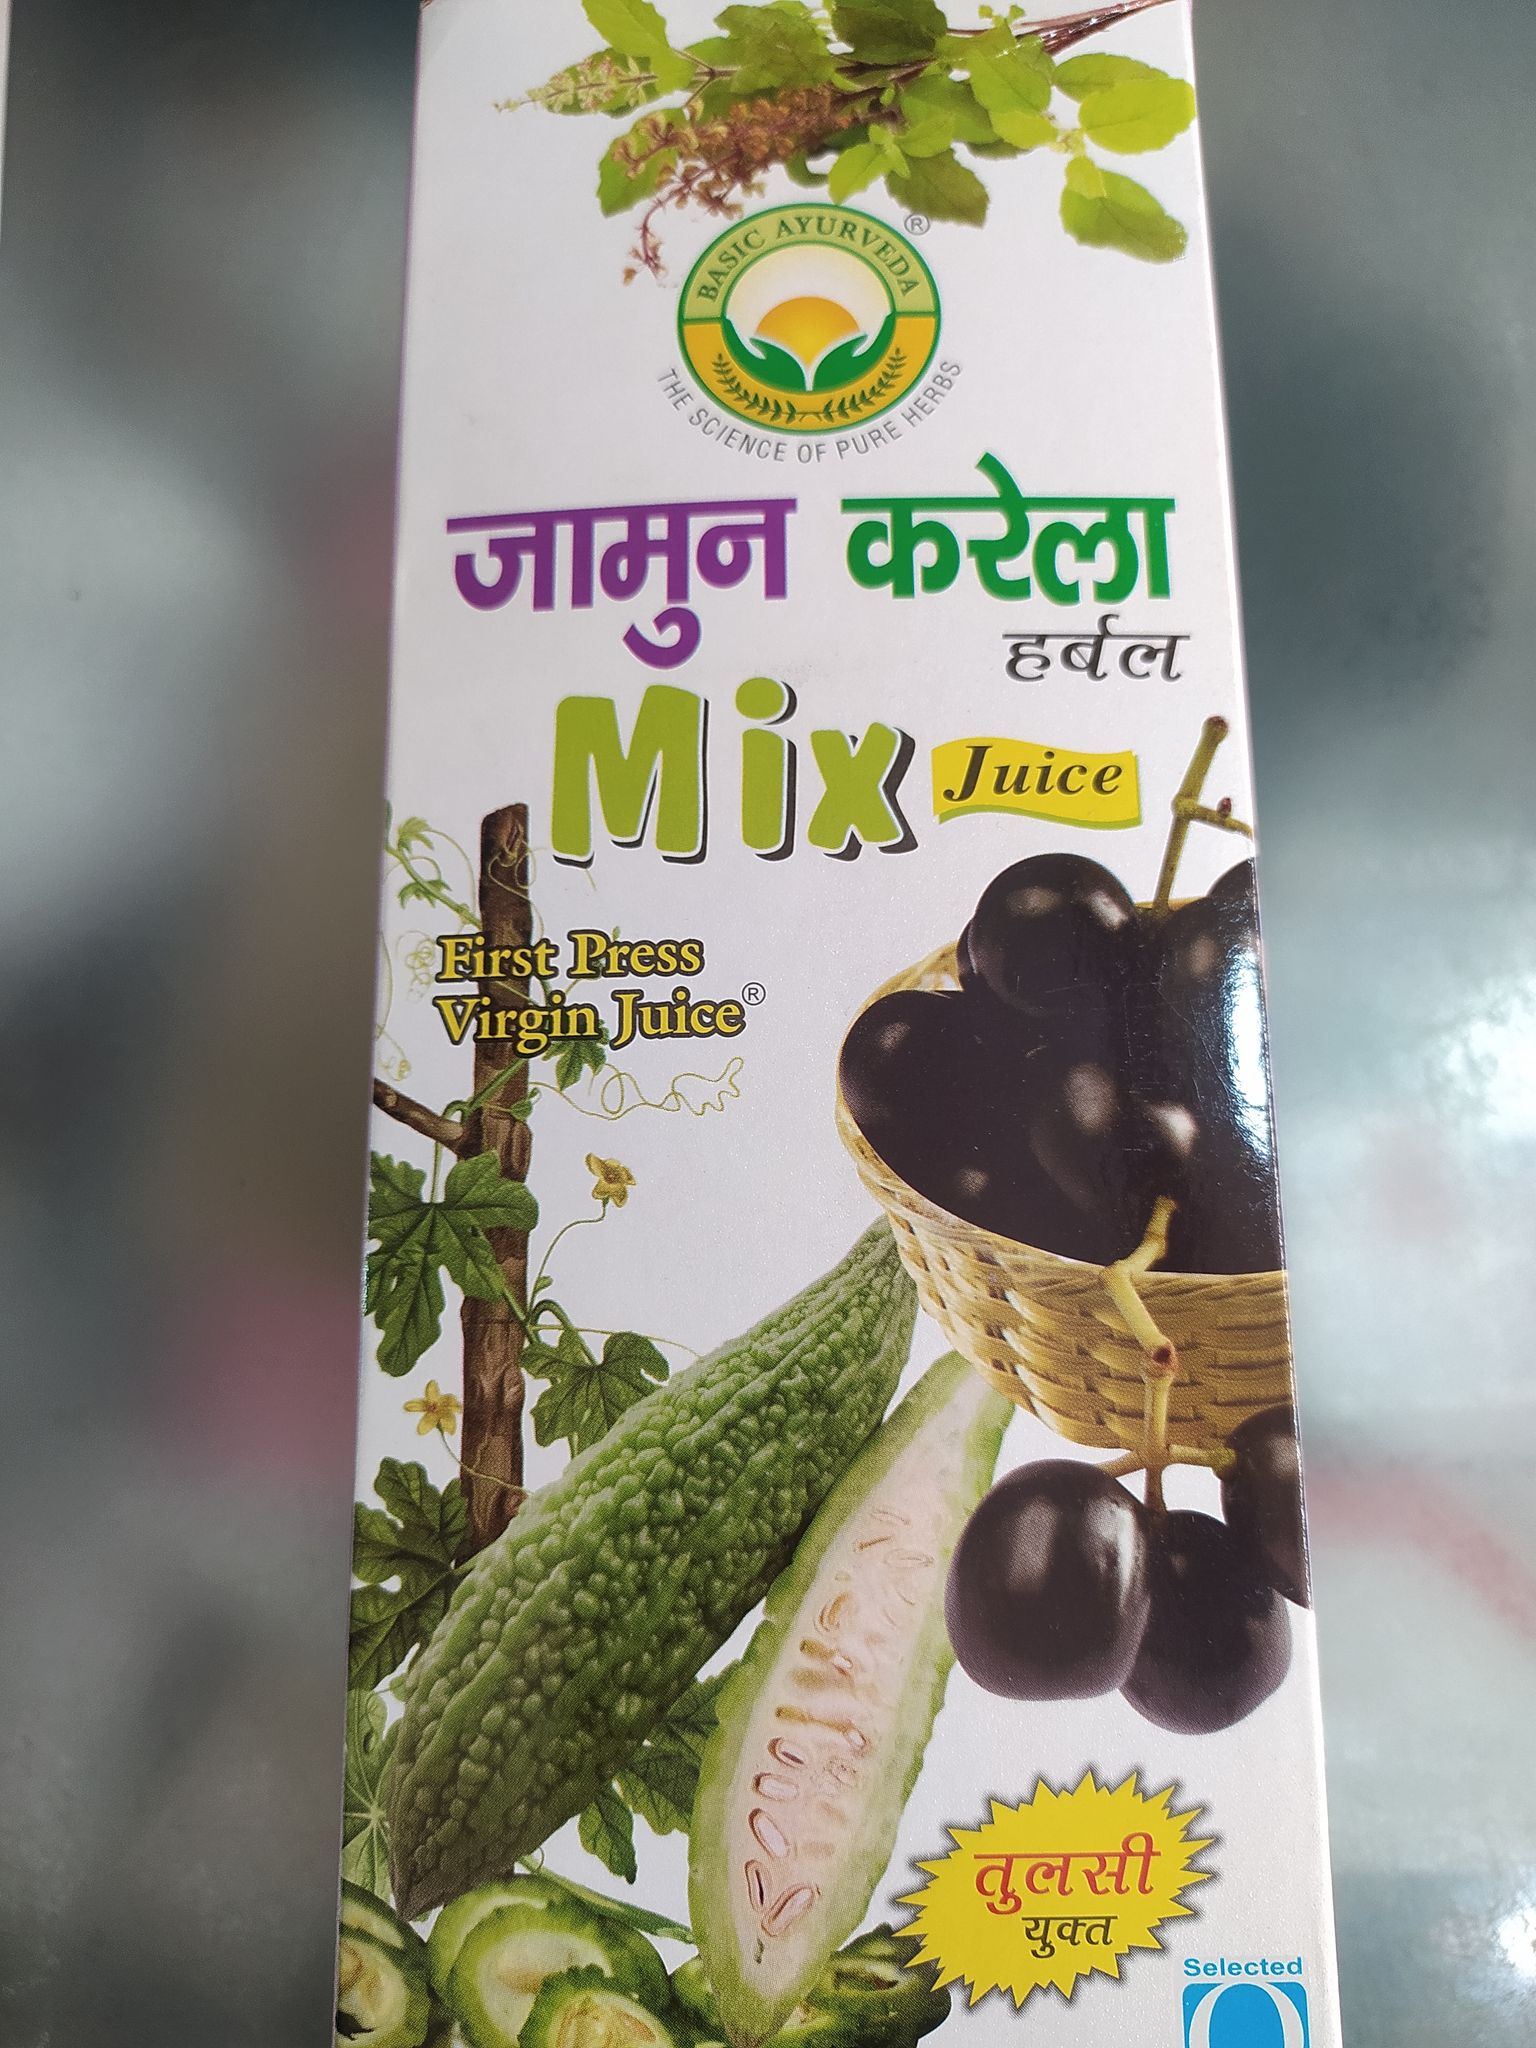 BASIC AYURVEDA ®
THE SCIENCE OF PURE HERBS
जामुन करेला
हर्बल
Mix Juice
First Press
Virgin Juice®
तुलसी
युक्त
Selected